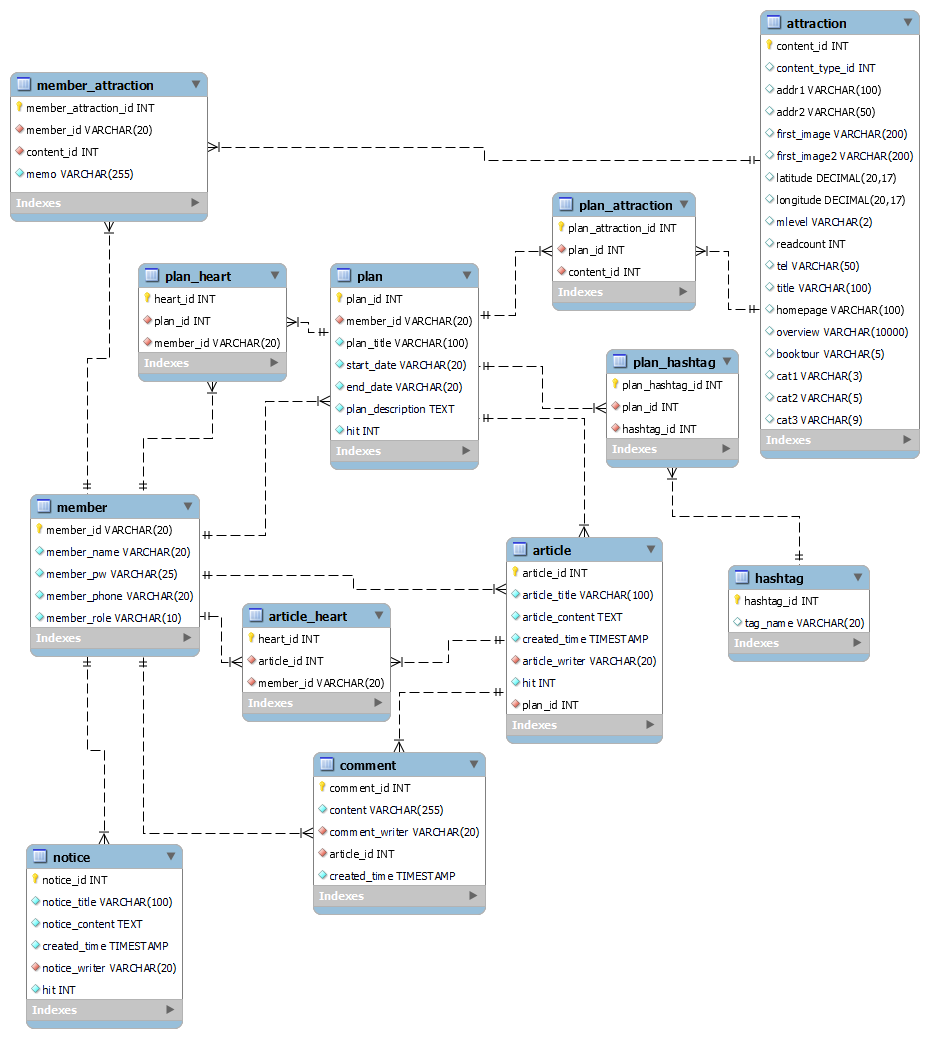 attraction
content_id INT
content_type_id INT
addr1 VARCHAR(100)
addr2 VARCHAR(50)
first_image VARCHAR(200)
first_image2 VARCHAR(200)
latitude DECIMAL(20,17)
longitude DECIMAL(20,17)
mlevel VARCHAR(2)
readcount INT
tel VARCHAR(50)
title VARCHAR(100)
homepage VARCHAR(100)
overview VARCHAR(10000)
booktour VARCHAR(5)
cat1 VARCHAR(3)
cat2 VARCHAR(5)
cat3 VARCHAR(9)
Indexes
member_attraction
member_attraction_id INT
member_id VARCHAR(20)
content_id INT
memo VARCHAR(255)
Indexes
plan_attraction
plan_attraction_id INT
plan_id INT
content_id INT
Indexes
plan_heart
heart_id INT
plan_id INT
member_id VARCHAR(20)
Indexes
plan
plan_id INT
member_id VARCHAR(20)
plan_title VARCHAR(100)
start_date VARCHAR(20)
end_date VARCHAR(20)
plan_description TEXT
hit INT
Indexes
plan_hashtag
plan_hashtag_id INT
plan_id INT
hashtag_id INT
Indexes
member
member_id VARCHAR(20)
member_name VARCHAR(20)
member_pw VARCHAR(25)
member_phone VARCHAR(20)
member_role VARCHAR(10)
Indexes
article
article_id INT
article_title VARCHAR(100)
article_content TEXT
created_time TIMESTAMP
article_writer VARCHAR(20)
hit INT
plan_id INT
Indexes
hashtag
hashtag_id INT
tag_name VARCHAR(20)
Indexes
article_heart
heart_id INT
article_id INT
member_id VARCHAR(20)
Indexes
comment
comment_id INT
content VARCHAR(255)
comment_writer VARCHAR(20)
article_id INT
created_time TIMESTAMP
Indexes
notice
notice_id INT
notice_title VARCHAR(100)
notice_content TEXT
created_time TIMESTAMP
notice_writer VARCHAR(20)
hit INT
Indexes